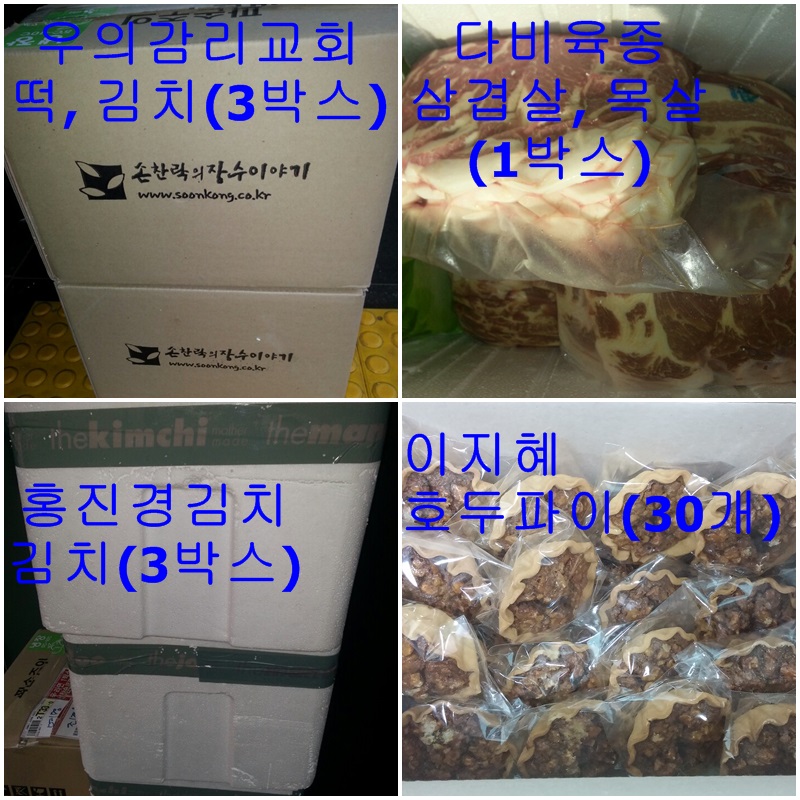 우의감리교회
떡, 김치(3박스)
손찬락의장수이야기
www.soonkong.co.kr
손찬락의장수이야기
www.soonkong.co.kr
다비육종
삼겹살, 목살
(1박스)
thekimchi
홍진경김치
김치(3박스)
이지혜
호두파이(30개)